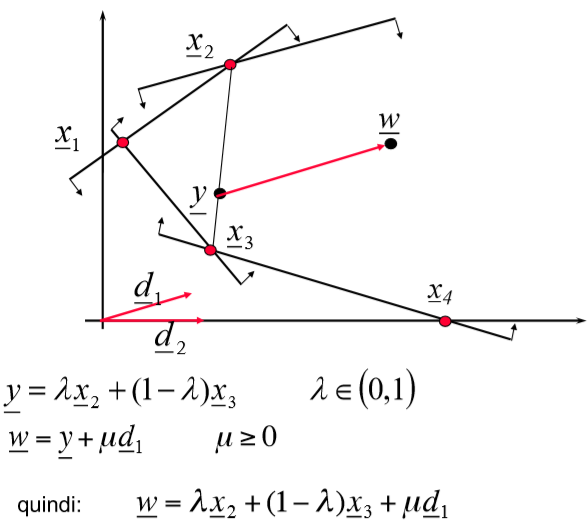 x₂
w
x₁
y
x₃
d₁
x₄
d₂
y = λx₂ + (1 − λ)x₃ λ ∈ (0,1)
w = y + μd₁ μ ≥ 0
quindi: w = λx₂ + (1 − λ)x₃ + μd₁